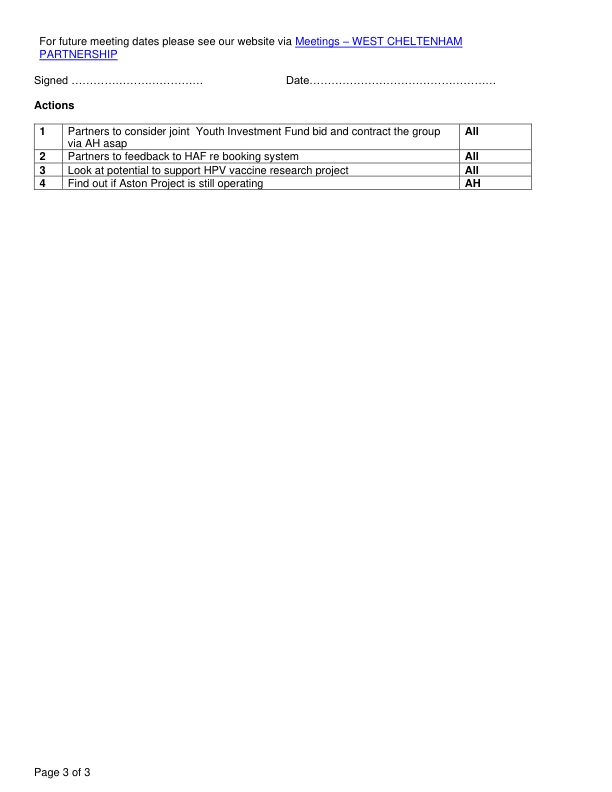 For future meeting dates please see our website via Meetings – WEST CHELTENHAM
PARTNERSHIP
Signed ……………………………… Date……………………………………………
Actions
1 Partners to consider joint  Youth Investment Fund bid and contract the group All
via AH asap
2 Partners to feedback to HAF re booking system All
3 Look at potential to support HPV vaccine research project All
4 Find out if Aston Project is still operating AH
Page 3 of 3